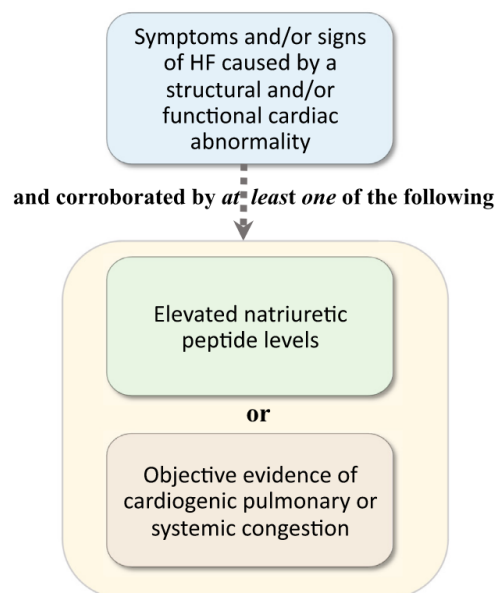 Symptoms and/or signs
of HF caused by a
structural and/or
functional cardiac
abnormality
and corroborated by at least one of the following
Elevated natriuretic
peptide levels
or
Objective evidence of
cardiogenic pulmonary or
systemic congestion